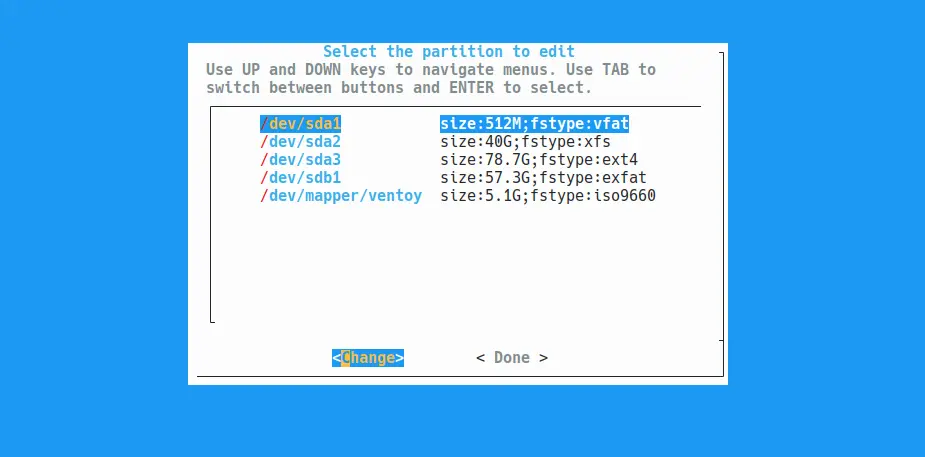 Select the partition to edit
Use UP and DOWN keys to navigate menus. Use TAB to
switch between buttons and ENTER to select.
/dev/sda1 size:512M;fstype:vfat
/dev/sda2 size:40G;fstype:xfs
/dev/sda3 size:78.7G;fstype:ext4
/dev/sdb1 size:57.3G;fstype:exfat
/dev/mapper/ventoy size:5.1G;fstype:iso9660
<Change> < Done >